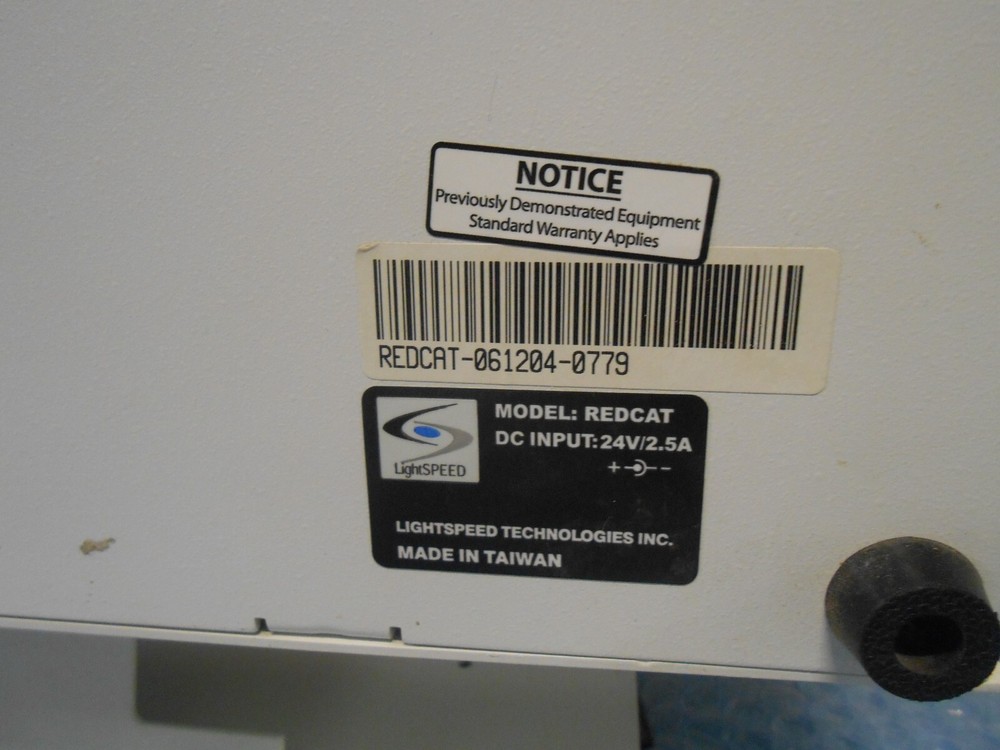 NOTICE
Previously Demonstrated Equipment
Standard Warranty Applies
REDCAT-061204-0779
LightSPEED
MODEL: REDCAT
DC INPUT:24V/2.5A
+ --
LIGHTSPEED TECHNOLOGIES INC.
MADE IN TAIWAN